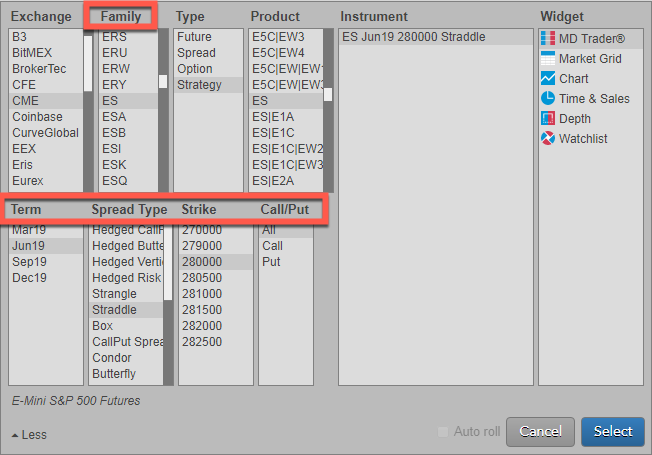 Exchange
B3
BitMEX
BrokerTec
CFE
CME
Coinbase
CurveGlobal
EEX
Eris
Eurex
Family
ERS
ERU
ERW
ERY
ES
ESA
ESB
ESI
ESK
ESQ
Type
Future
Spread
Option
Strategy
Product
E5C|EW3
E5C|EW4
E5C|EW|EW1
E5C|EW|EW3
ES
ES|E1A
ES|E1C
ES|E1C|EW2
ES|E1C|EW3
ES|E2A
Instrument
ES Jun19 280000 Straddle
Widget
MD Trader®
Market Grid
Chart
Time & Sales
Depth
Watchlist
Term
Mar19
Jun19
Sep19
Dec19
Spread Type
Hedged CallP
Hedged Butte
Hedged Vertic
Hedged Risk
Strangle
Straddle
Box
CallPut Sprea
Condor
Butterfly
Strike
270000
279000
280000
280500
281000
281500
282000
282500
Call/Put
All
Call
Put
E-Mini S&P 500 Futures
Less
Auto roll
Cancel
Select